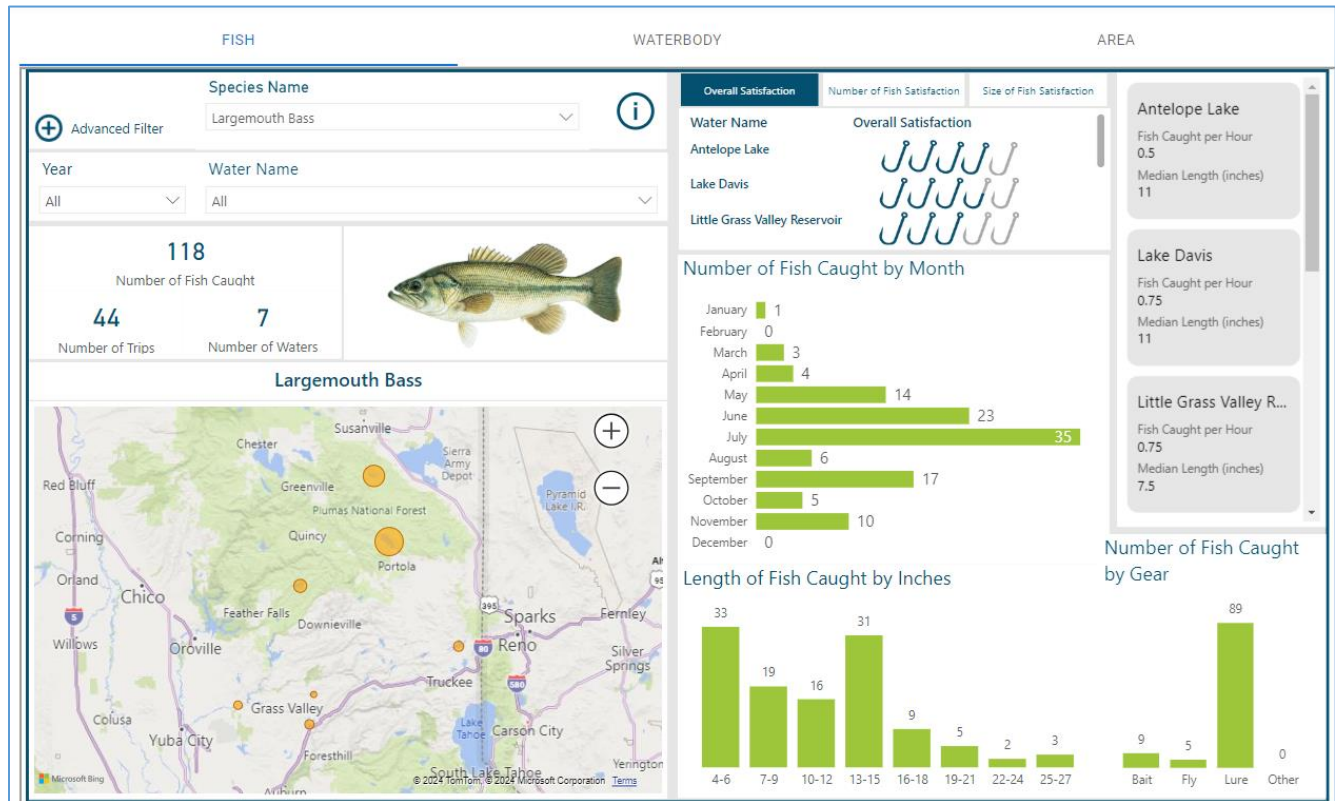 FISH
WATERBODY
AREA
Species Name
Advanced Filter
Largemouth Bass
i
Year
Water Name
All
All
118
Number of Fish Caught
44
7
Number of Trips
Number of Waters
Largemouth Bass
Susanville
Chester
Sierra
Army
Depot
Red Bluff
Greenville
Pyramid
Lake I.R.
Plumas National Forest
Corning
Quincy
Portola
Orland
Chico
95
5
Feather Falls
395
Sparks
Fernley
Downieville
Willows
Oroville
80
Reno
Silver
Springs
Truckee
580
Grass Valley
Colusa
Lake
Tahoe
Carson City
Yuba City
Foresthill
Yerington
South Lake Tahoe
Microsoft Bing
© 2024 TomTom, © 2024 Microsoft Corporation Terms
Auburn
Overall Satisfaction
Number of Fish Satisfaction
Size of Fish Satisfaction
Water Name
Overall Satisfaction
Antelope Lake
Lake Davis
Little Grass Valley Reservoir
Number of Fish Caught by Month
January 1
February 0
March 3
April 4
May 14
June 23
July 35
August 6
September 17
October 5
November 10
December 0
Length of Fish Caught by Inches
33
19
16
31
9
5
2
3
4-6
7-9
10-12
13-15
16-18
19-21
22-24
25-27
Antelope Lake
Fish Caught per Hour
0.5
Median Length (inches)
11
Lake Davis
Fish Caught per Hour
0.75
Median Length (inches)
11
Little Grass Valley R...
Fish Caught per Hour
0.75
Median Length (inches)
7.5
Number of Fish Caught
by Gear
9
5
89
0
Bait
Fly
Lure
Other